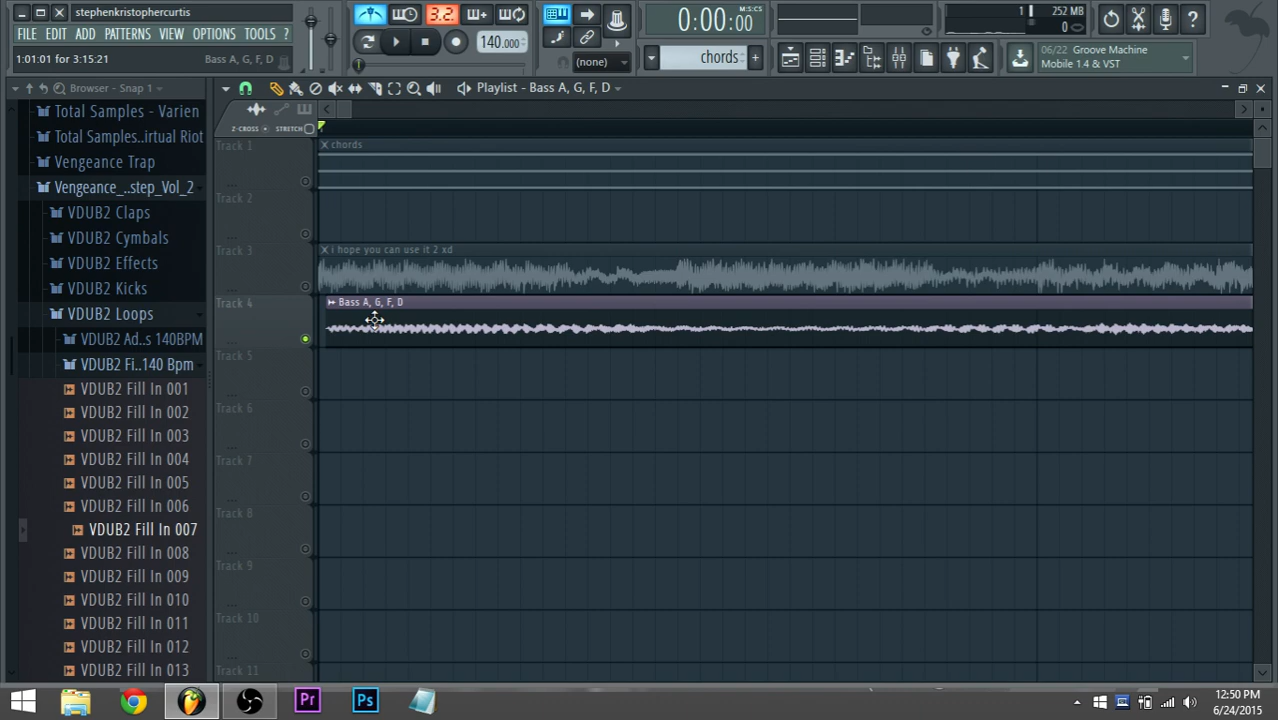 stephenkristophercurtis
FILE EDIT ADD PATTERNS VIEW OPTIONS TOOLS ?
1:01:01 for 3:15:21 Bass A, G, F, D
3.2.
140.000
(none)
0:00:00
M:S:CS
chords
1
252 MB
0
06/22 Groove Machine
Mobile 1.4 & VST
Browser - Snap 1
Playlist - Bass A, G, F, D
Z-CROSS STRETCH
Total Samples - Varien
Total Samples..irtual Riot
Vengeance Trap
Vengeance_..step_Vol_2
VDUB2 Claps
VDUB2 Cymbals
VDUB2 Effects
VDUB2 Kicks
VDUB2 Loops
VDUB2 Ad..s 140BPM
VDUB2 Fi..140 Bpm
VDUB2 Fill In 001
VDUB2 Fill In 002
VDUB2 Fill In 003
VDUB2 Fill In 004
VDUB2 Fill In 005
VDUB2 Fill In 006
VDUB2 Fill In 007
VDUB2 Fill In 008
VDUB2 Fill In 009
VDUB2 Fill In 010
VDUB2 Fill In 011
VDUB2 Fill In 012
VDUB2 Fill In 013
Track 1
chords
Track 2
Track 3
i hope you can use it 2 xd
Track 4
Bass A, G, F, D
Track 5
Track 6
Track 7
Track 8
Track 9
Track 10
Track 11
Pr
Ps
12:50 PM
6/24/2015